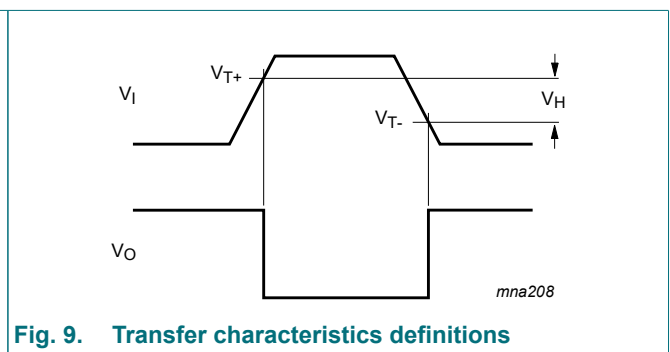 VT+
VI
VH
VT-
VO
mna208
Fig. 9. Transfer characteristics definitions